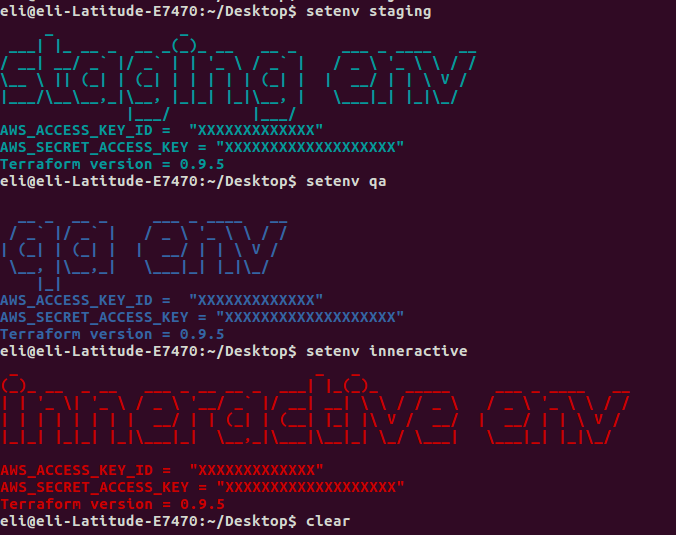 eli@eli-Latitude-E7470:~/Desktop$ setenv staging
staging env
AWS_ACCESS_KEY_ID =  "XXXXXXXXXXXXX"
AWS_SECRET_ACCESS_KEY = "XXXXXXXXXXXXXXXXXXX"
Terraform version = 0.9.5
eli@eli-Latitude-E7470:~/Desktop$ setenv qa
qa env
AWS_ACCESS_KEY_ID =  "XXXXXXXXXXXXX"
AWS_SECRET_ACCESS_KEY = "XXXXXXXXXXXXXXXXXXX"
Terraform version = 0.9.5
eli@eli-Latitude-E7470:~/Desktop$ setenv inneractive
inneractive env
AWS_ACCESS_KEY_ID =  "XXXXXXXXXXXXX"
AWS_SECRET_ACCESS_KEY = "XXXXXXXXXXXXXXXXXXX"
Terraform version = 0.9.5
eli@eli-Latitude-E7470:~/Desktop$ clear